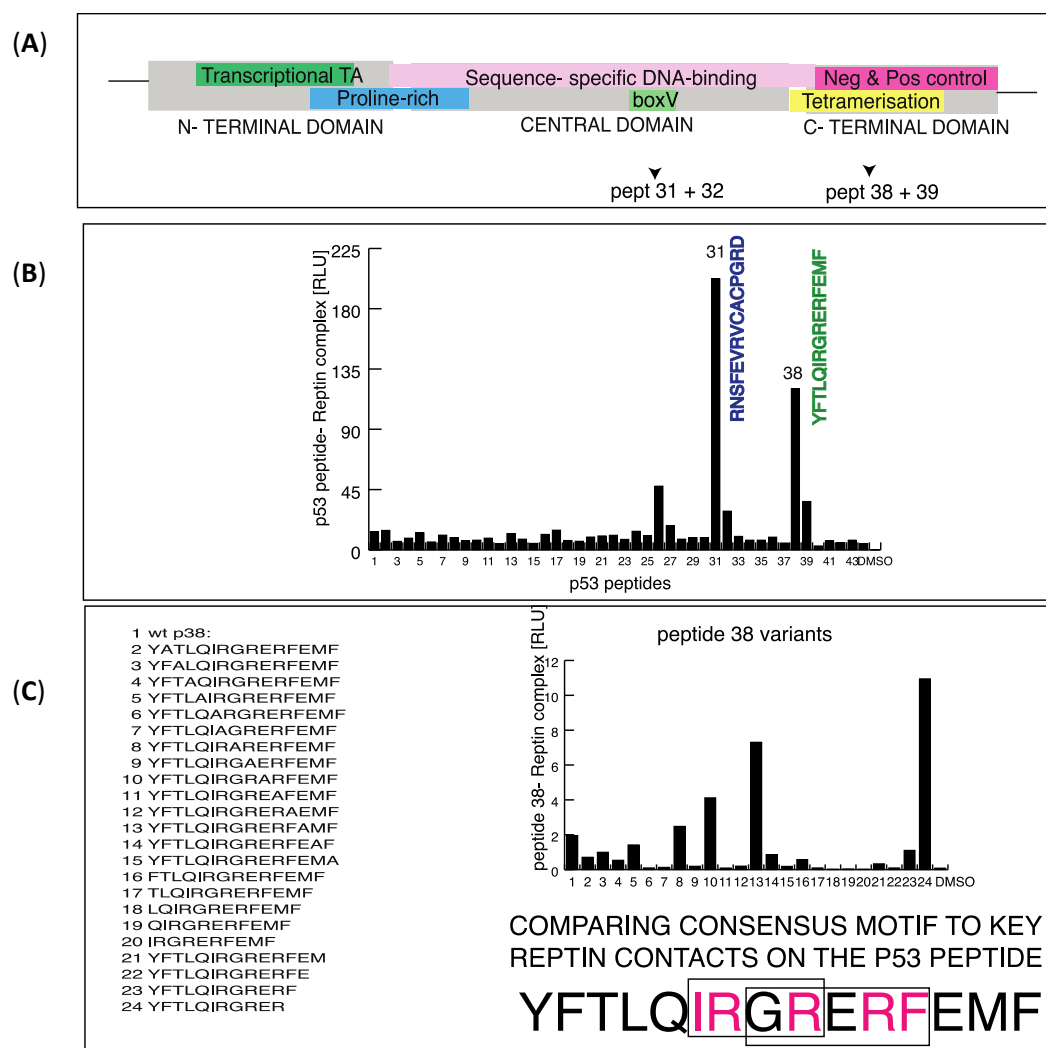 (A)
Transcriptional TA
Sequence- specific DNA-binding
Neg & Pos control
Proline-rich
boxV
Tetramerisation
N- TERMINAL DOMAIN
CENTRAL DOMAIN
C- TERMINAL DOMAIN
pept 31 + 32
pept 38 + 39
(B)
p53 peptide- Reptin complex [RLU]
225
180
135
90
45
0
31
RNSFEVRVCACPGRD
38
YFTLQIRGRERFEMF
1 3 5 7 9 11 13 15 17 19 21 23 25 27 29 31 33 35 37 39 41 43 DMSO
p53 peptides
(C)
1 wt p38:
2 YATLQIRGRERFEMF
3 YFALQIRGRERFEMF
4 YFTAQIRGRERFEMF
5 YFTLAIRGRERFEMF
6 YFTLQARGRERFEMF
7 YFTLQIAGRERFEMF
8 YFTLQIRARERFEMF
9 YFTLQIRGAERFEMF
10 YFTLQIRGRARFEMF
11 YFTLQIRGREAFEMF
12 YFTLQIRGRERAEMF
13 YFTLQIRGRERFAMF
14 YFTLQIRGRERFEAF
15 YFTLQIRGRERFEMA
16 FTLQIRGRERFEMF
17 TLQIRGRERFEMF
18 LQIRGRERFEMF
19 QIRGRERFEMF
20 IRGRERFEMF
21 YFTLQIRGRERFEM
22 YFTLQIRGRERFE
23 YFTLQIRGRERF
24 YFTLQIRGRER
peptide 38 variants
peptide 38- Reptin complex [RLU]
12
10
8
6
4
2
0
1 2 3 4 5 6 7 8 9 10 11 12 13 14 15 16 17 18 19 20 21 22 23 24 DMSO
COMPARING CONSENSUS MOTIF TO KEY
REPTIN CONTACTS ON THE P53 PEPTIDE
YFTLQIRGRERFEMF